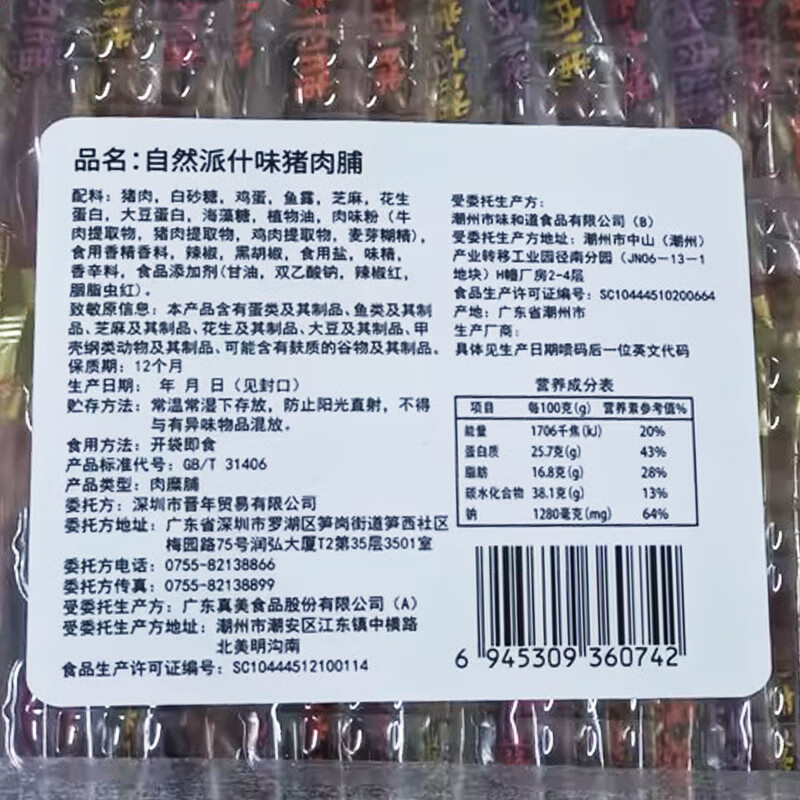 品名:自然派什味猪肉脯
配料: 猪肉, 白砂糖, 鸡蛋, 鱼露, 芝麻, 花生
蛋白, 大豆蛋白, 海藻糖, 植物油, 肉味粉 (牛
肉提取物, 猪肉提取物, 鸡肉提取物, 麦芽糊精),
食用香精香料, 辣椒, 黑胡椒, 食用盐, 味精,
香辛料, 食品添加剂(甘油, 双乙酸钠, 辣椒红,
胭脂虫红)。
致敏原信息: 本产品含有蛋类及其制品、鱼类及其制
品、芝麻及其制品、花生及其制品、大豆及其制品、甲
壳纲类动物及其制品、可能含有麸质的谷物及其制品。
保质期: 12个月
生产日期: 年 月 日 (见封口)
贮存方法: 常温常湿下存放, 防止阳光直射, 不得
与有异味物品混放。
食用方法: 开袋即食
产品标准代号: GB/T 31406
产品类型: 肉糜脯
委托方: 深圳市晋年贸易有限公司
委托方地址: 广东省深圳市罗湖区笋岗街道笋西社区
梅园路75号润弘大厦T2第35层3501室
委托方电话: 0755-82138866
委托方传真: 0755-82138899
受委托生产方: 广东真美食品股份有限公司 (A)
受委托生产方地址: 潮州市潮安区江东镇中横路
北美明沟南
食品生产许可证编号: SC10444512100114
受委托生产方:
潮州市味和道食品有限公司 (B)
受委托生产方地址: 潮州市中山 (潮州)
产业转移工业园径南分园 (JN06-13-1
地块) H幢厂房2-4层
食品生产许可证编号: SC10444510200664
产地: 广东省潮州市
生产厂商:
具体见生产日期喷码后一位英文代码
营养成分表
项目 每100克(g) 营养素参考值%
能量 1706千焦(kJ) 20%
蛋白质 25.7克(g) 43%
脂肪 16.8克(g) 28%
碳水化合物 38.1克(g) 13%
钠 1280毫克(mg) 64%
6 945309 360742